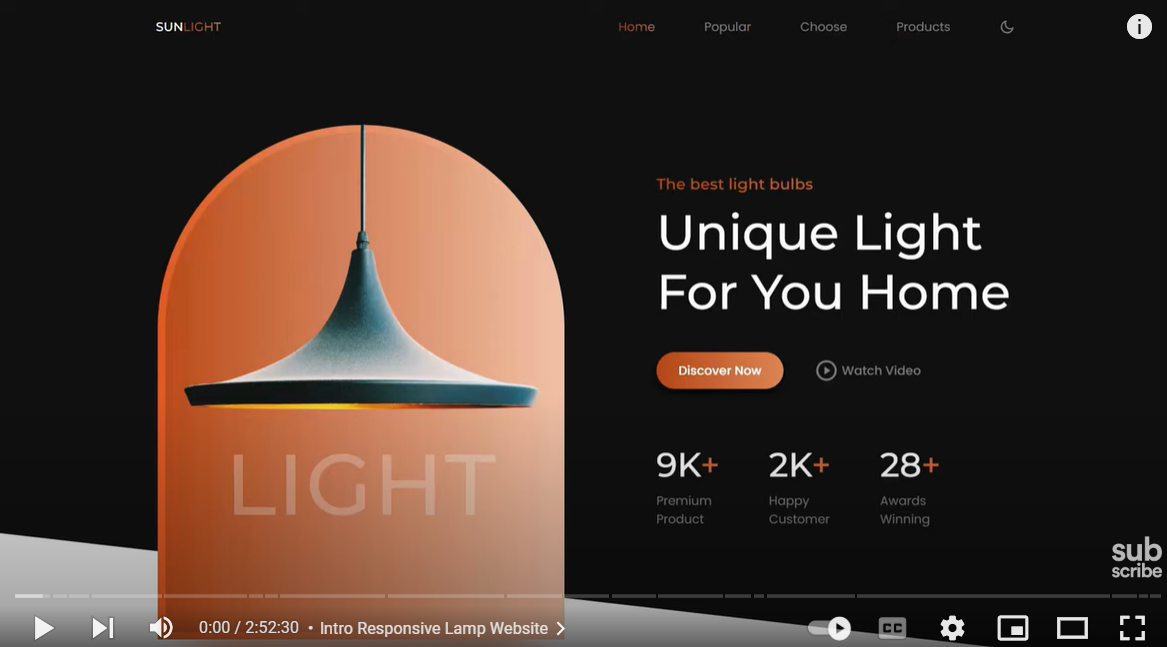 SUNLIGHT
Home
Popular
Choose
Products
The best light bulbs
Unique Light
For You Home
Discover Now
Watch Video
LIGHT
9K+
2K+
28+
Premium
Product
Happy
Customer
Awards
Winning
sub
scribe
0:00 / 2:52:30 • Intro Responsive Lamp Website
CC